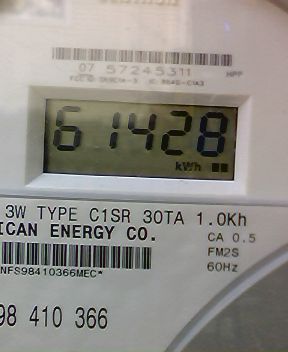 07 57245311 HPP
61428
kWh
3W TYPE C1SR 30TA 1.0Kh
ICAN ENERGY CO.
CA 0.5
FM2S
60Hz
NFS98410366MEC*
98 410 366